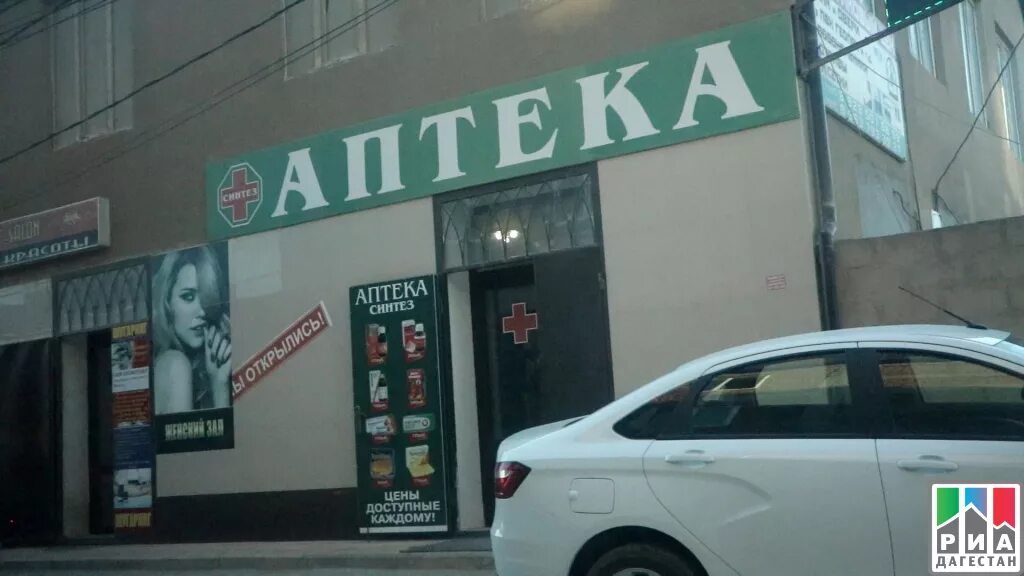 АПТЕКА
СИНТЕЗ
САЛОН
КРАСОТЫ
АПТЕКА
СИНТЕЗ
Ы ОТКРЫЛИСЬ!
ЖЕНСКИЙ ЗАЛ
ЦЕНЫ
ДОСТУПНЫЕ
КАЖДОМУ!
РИА
ДАГЕСТАН